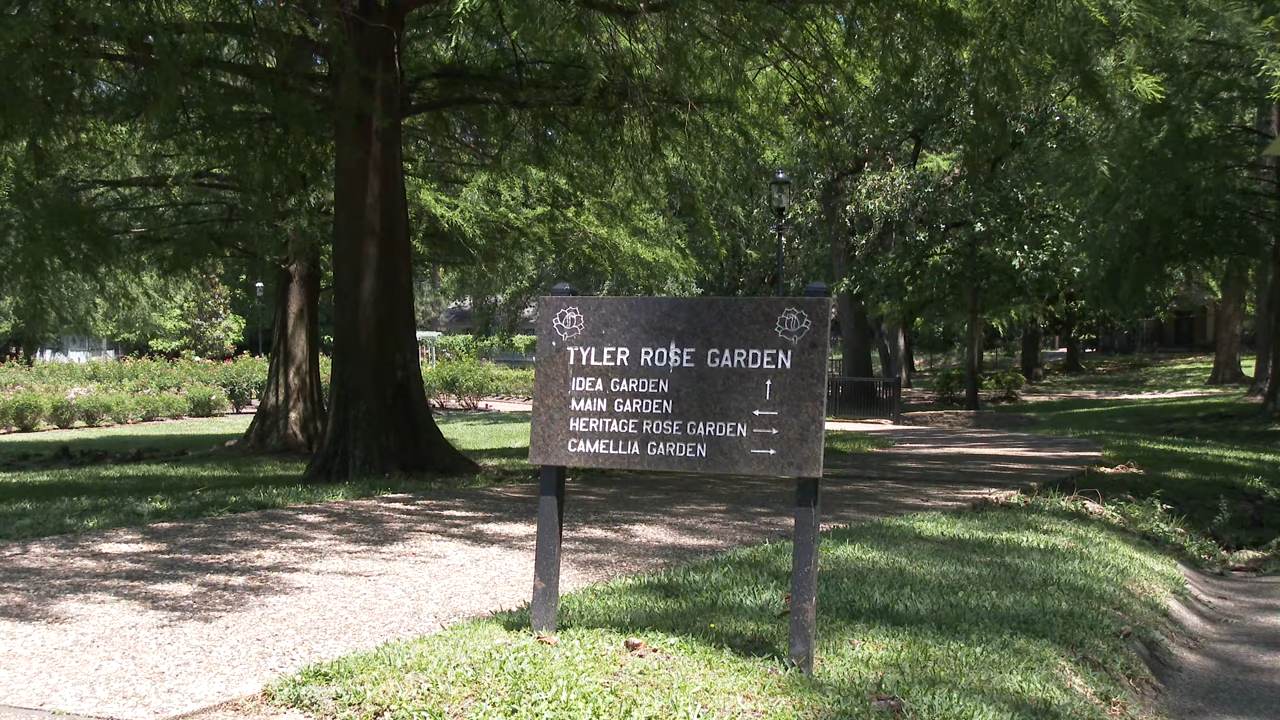 TYLER ROSE GARDEN
IDEA GARDEN ↑
MAIN GARDEN ←
HERITAGE ROSE GARDEN →
CAMELLIA GARDEN →